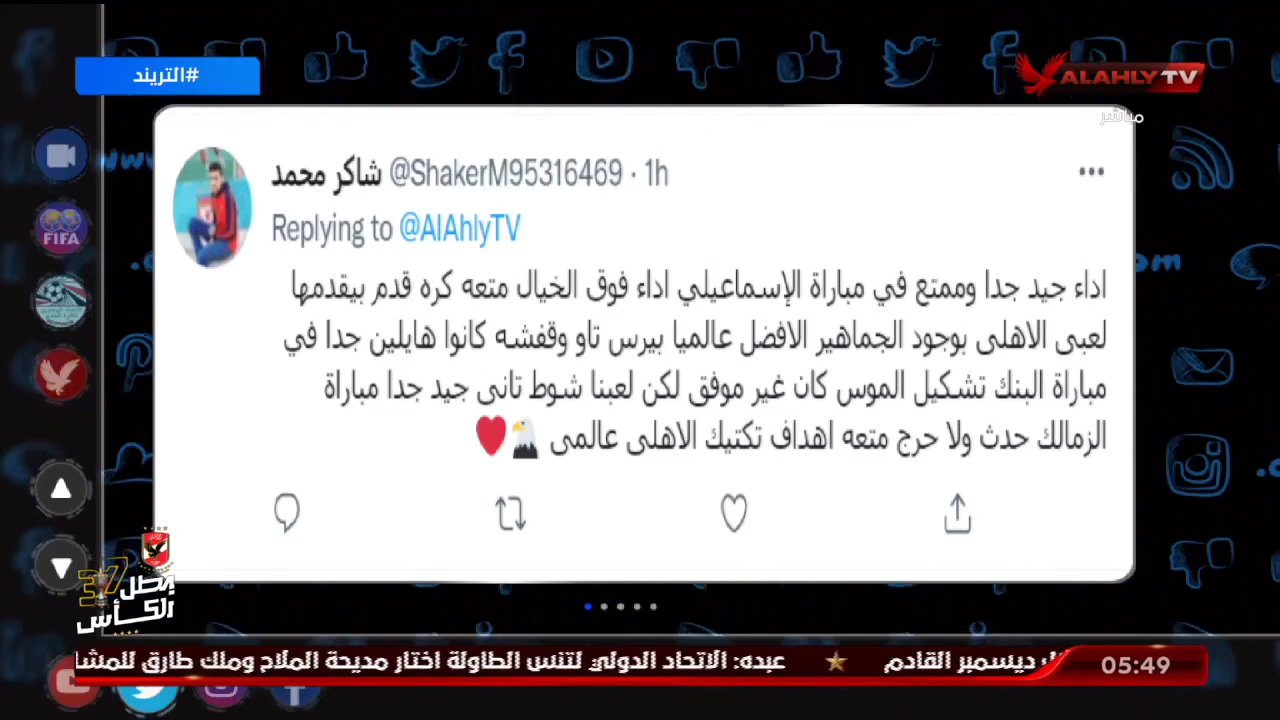 #التريند
ALAHLY TV
مباشر
شاكر محمد @ShakerM95316469 · 1h
Replying to @AlAhlyTV
اداء جيد جدا وممتع في مباراة الإسماعيلي اداء فوق الخيال متعه كره قدم بيقدمها
لعبى الاهلى بوجود الجماهير الافضل عالميا بيرس تاو وقفشه كانوا هايلين جدا في
مباراة البنك تشكيل الموس كان غير موفق لكن لعبنا شوط تانى جيد جدا مباراة
الزمالك حدث ولا حرج متعه اهداف تكتيك الاهلى عالمى 🦅❤️
FIFA
بطل 37
الكأس
ديسمبر القادم ★ عبده: الاتحاد الدولي لتنس الطاولة اختار مديحة الملاح وملك طارق
05:49